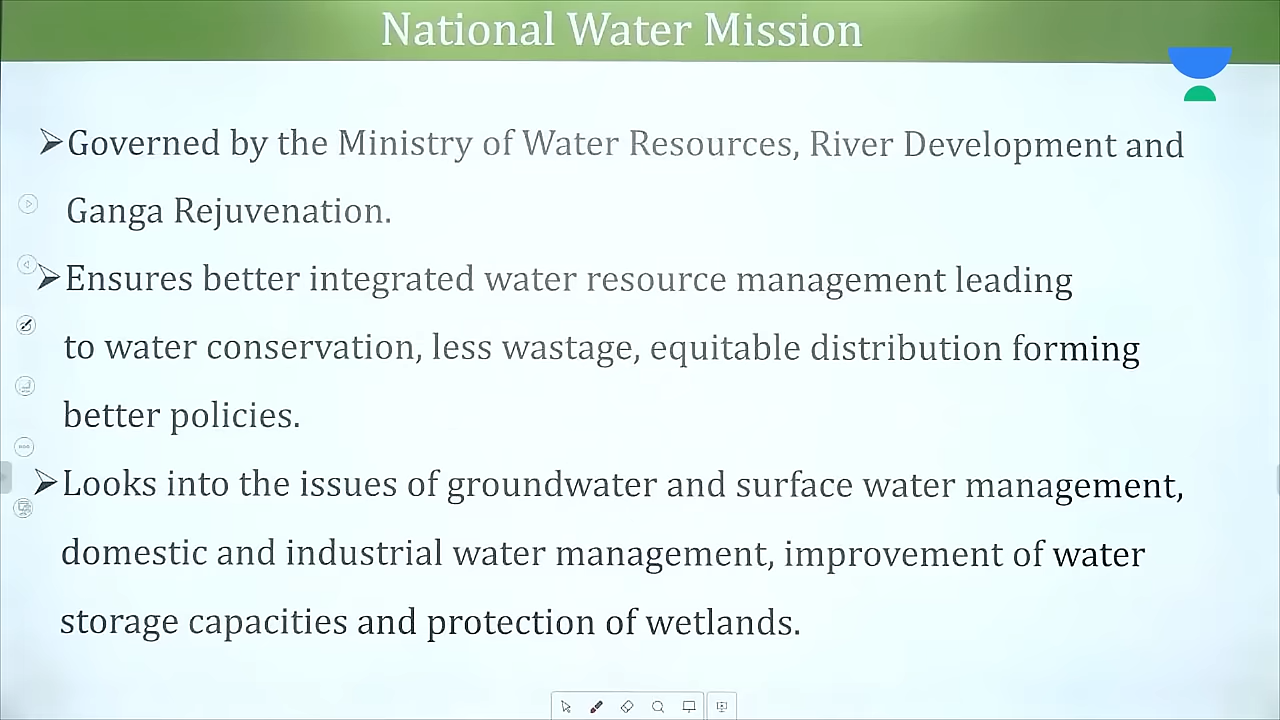 National Water Mission
➢Governed by the Ministry of Water Resources, River Development and
Ganga Rejuvenation.
➢Ensures better integrated water resource management leading
to water conservation, less wastage, equitable distribution forming
better policies.
➢Looks into the issues of groundwater and surface water management,
domestic and industrial water management, improvement of water
storage capacities and protection of wetlands.